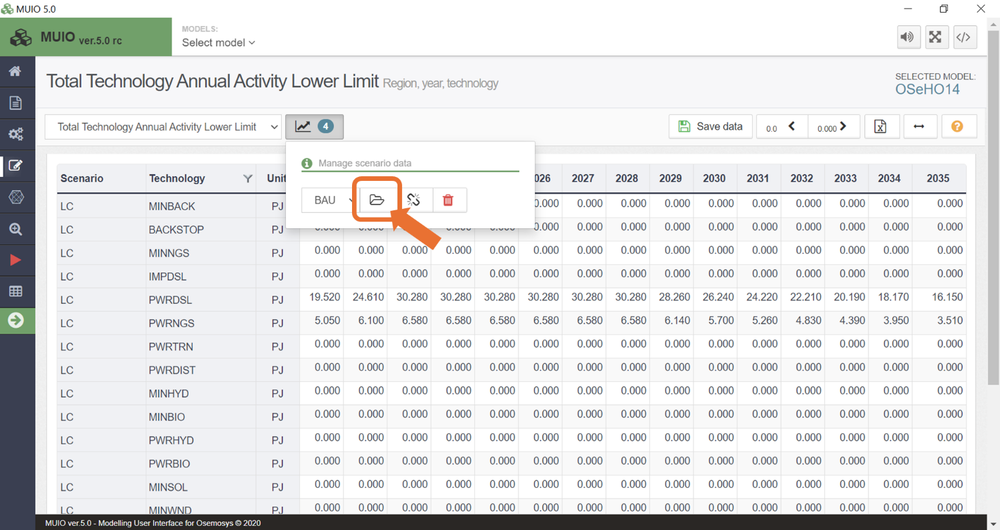 MUIO 5.0
MUIO ver.5.0 rc
MODELS:
Select model
Total Technology Annual Activity Lower Limit Region, year, technology
SELECTED MODEL:
OSeHO14
Total Technology Annual Activity Lower Limit 4 Save data 0.0 0.000
Manage scenario data
BAU
Scenario Technology Unit 026 2027 2028 2029 2030 2031 2032 2033 2034 2035
LC MINBACK PJ 0.000 0.000 0.000 0.000 0.000 0.000 0.000 0.000 0.000 0.000
LC BACKSTOP PJ 0.000 0.000 0.000 0.000 0.000 0.000 0.000 0.000 0.000 0.000 0.000 0.000 0.000 0.000 0.000
LC MINNGS PJ 0.000 0.000 0.000 0.000 0.000 0.000 0.000 0.000 0.000 0.000 0.000 0.000 0.000 0.000 0.000
LC IMPDSL PJ 0.000 0.000 0.000 0.000 0.000 0.000 0.000 0.000 0.000 0.000 0.000 0.000 0.000 0.000 0.000
LC PWRDSL PJ 19.520 24.610 30.280 30.280 30.280 30.280 30.280 30.280 28.260 26.240 24.220 22.210 20.190 18.170 16.150
LC PWRNGS PJ 5.050 6.100 6.580 6.580 6.580 6.580 6.580 6.580 6.140 5.700 5.260 4.830 4.390 3.950 3.510
LC PWRTRN PJ 0.000 0.000 0.000 0.000 0.000 0.000 0.000 0.000 0.000 0.000 0.000 0.000 0.000 0.000 0.000
LC PWRDIST PJ 0.000 0.000 0.000 0.000 0.000 0.000 0.000 0.000 0.000 0.000 0.000 0.000 0.000 0.000 0.000
LC MINHYD PJ 0.000 0.000 0.000 0.000 0.000 0.000 0.000 0.000 0.000 0.000 0.000 0.000 0.000 0.000 0.000
LC MINBIO PJ 0.000 0.000 0.000 0.000 0.000 0.000 0.000 0.000 0.000 0.000 0.000 0.000 0.000 0.000 0.000
LC PWRHYD PJ 0.000 0.000 0.000 0.000 0.000 0.000 0.000 0.000 0.000 0.000 0.000 0.000 0.000 0.000 0.000
LC PWRBIO PJ 0.000 0.000 0.000 0.000 0.000 0.000 0.000 0.000 0.000 0.000 0.000 0.000 0.000 0.000 0.000
LC MINSOL PJ 0.000 0.000 0.000 0.000 0.000 0.000 0.000 0.000 0.000 0.000 0.000 0.000 0.000 0.000 0.000
LC MINWND PJ 0.000 0.000 0.000 0.000 0.000 0.000 0.000 0.000 0.000 0.000 0.000 0.000 0.000 0.000 0.000
MUIO ver.5.0 - Modelling User Interface for Osemosys © 2020